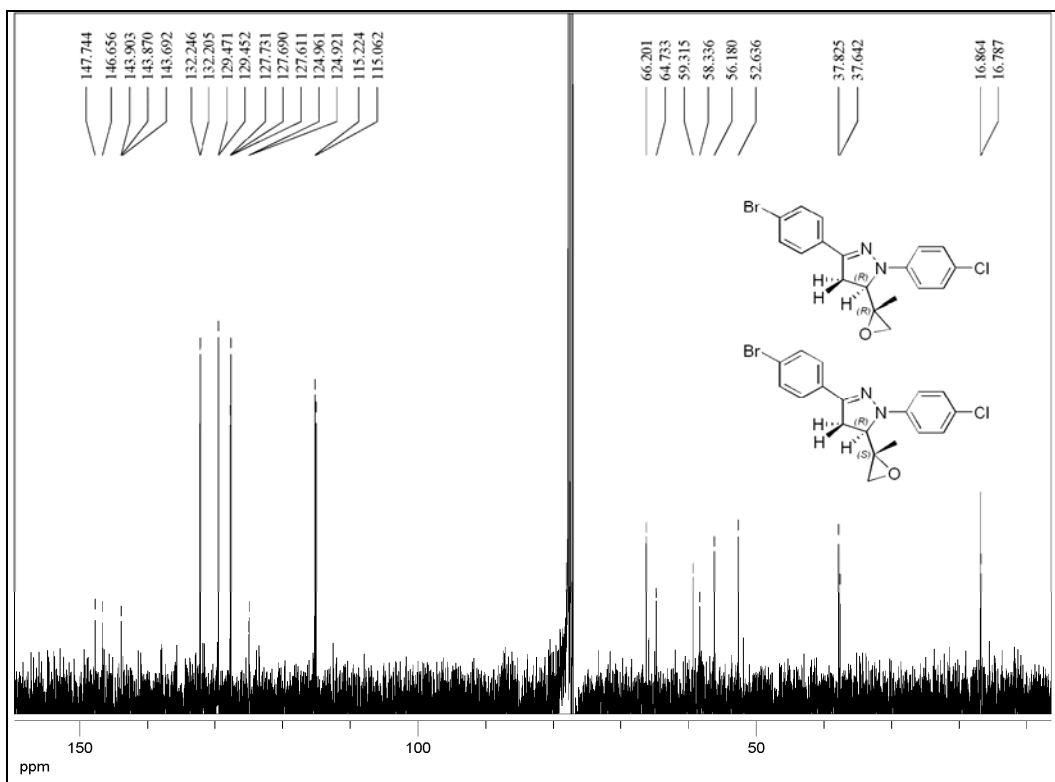 147.744
146.656
143.903
143.870
143.692
132.246
132.205
129.471
129.452
127.731
127.690
127.611
124.961
124.921
115.224
115.062
66.201
64.733
59.315
58.336
56.180
52.636
37.825
37.642
16.864
16.787
Br
N
N
Cl
H
(R)
H
H
(R)
O
Br
N
N
Cl
H
(R)
H
H
(S)
O
150
100
50
ppm